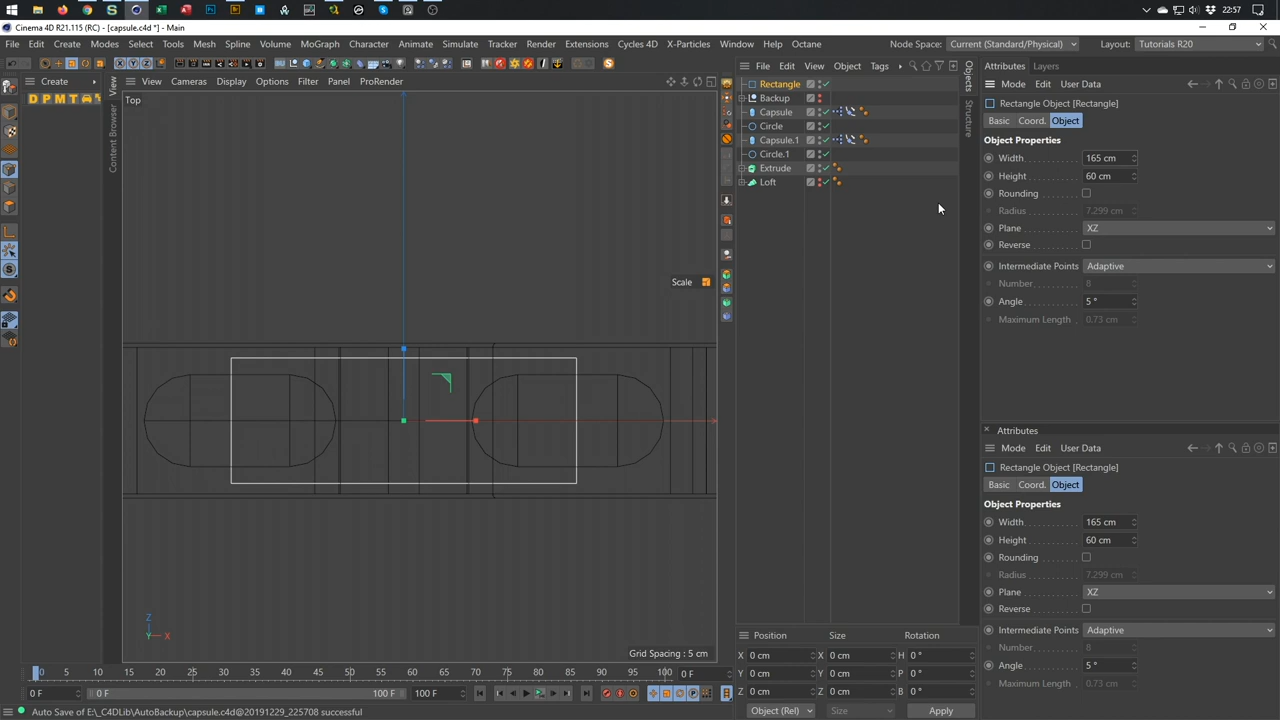 22:57
Cinema 4D R21.115 (RC) - [capsule.c4d *] - Main
File Edit Create Modes Select Tools Mesh Spline Volume MoGraph Character Animate Simulate Tracker Render Extensions Cycles 4D X-Particles Window Help Octane Node Space: Current (Standard/Physical) Layout: Tutorials R20
Create View Cameras Display Options Filter Panel ProRender File Edit View Object Tags Attributes Layers
D P M T
View
Content Browser
Objects
Structure
Top
Scale
Grid Spacing : 5 cm
Z
Y X
Rectangle
Backup
Capsule
Circle
Capsule.1
Circle.1
Extrude
Loft
Mode Edit User Data
Rectangle Object [Rectangle]
Basic Coord. Object
Object Properties
Width 165 cm
Height 60 cm
Rounding
Radius 7.299 cm
Plane XZ
Reverse
Intermediate Points Adaptive
Number 8
Angle 5 °
Maximum Length 0.73 cm
Attributes
Mode Edit User Data
Rectangle Object [Rectangle]
Basic Coord. Object
Object Properties
Width 165 cm
Height 60 cm
Rounding
Radius 7.299 cm
Plane XZ
Reverse
Intermediate Points Adaptive
Number 8
Angle 5 °
Maximum Length 0.73 cm
Position Size Rotation
X 0 cm X 0 cm H 0 °
Y 0 cm Y 0 cm P 0 °
Z 0 cm Z 0 cm B 0 °
Object (Rel) Size Apply
0 5 10 15 20 25 30 35 40 45 50 55 60 65 70 75 80 85 90 95 100 0 F
0 F 0 F 100 F 100 F
Auto Save of E:\_C4DLib\AutoBackup\capsule.c4d@20191229_225708 successful